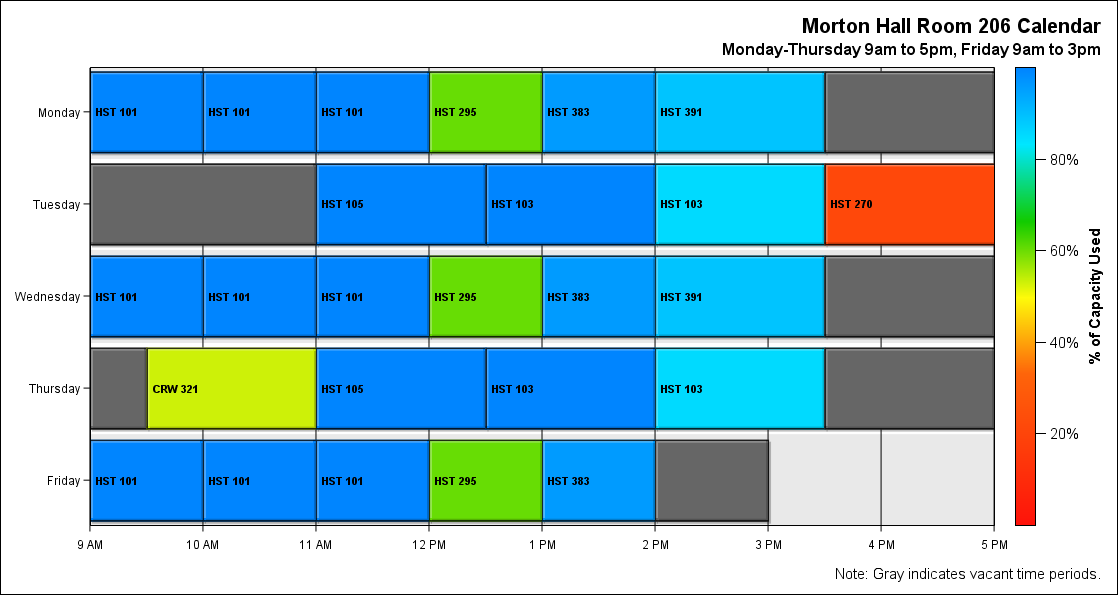 Morton Hall Room 206 Calendar
Monday-Thursday 9am to 5pm, Friday 9am to 3pm
Monday HST 101 HST 101 HST 101 HST 295 HST 383 HST 391
Tuesday HST 105 HST 103 HST 103 HST 270
Wednesday HST 101 HST 101 HST 101 HST 295 HST 383 HST 391
Thursday CRW 321 HST 105 HST 103 HST 103
Friday HST 101 HST 101 HST 101 HST 295 HST 383
9 AM 10 AM 11 AM 12 PM 1 PM 2 PM 3 PM 4 PM 5 PM
80%
60%
40%
20%
% of Capacity Used
Note: Gray indicates vacant time periods.